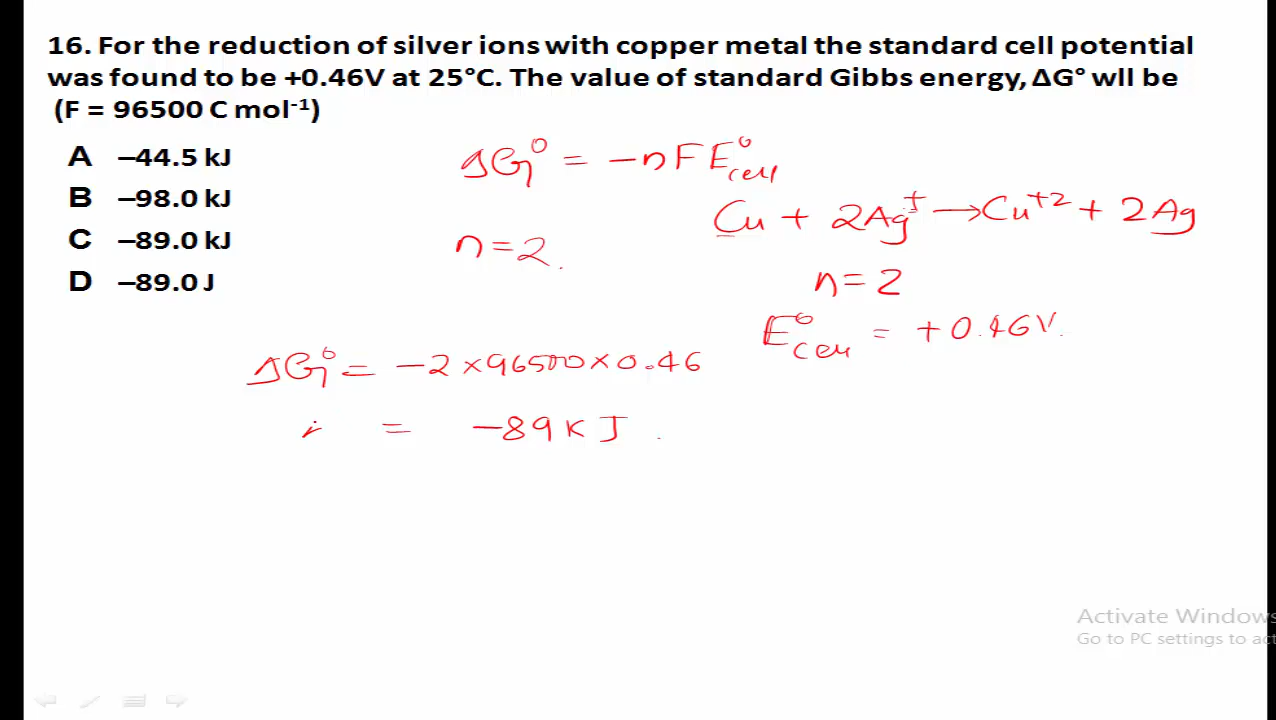 16. For the reduction of silver ions with copper metal the standard cell potential
was found to be +0.46V at 25°C. The value of standard Gibbs energy, ΔG° wll be
(F = 96500 C mol⁻¹)
A –44.5 kJ
B –98.0 kJ
C –89.0 kJ
D –89.0 J
ΔG° = -nFE°cell
Cu + 2Ag⁺ → Cu⁺² + 2Ag
n = 2
n = 2
E°cell = +0.46V
ΔG° = -2×96500×0.46
= -89KJ
Activate Windows
Go to PC settings to act